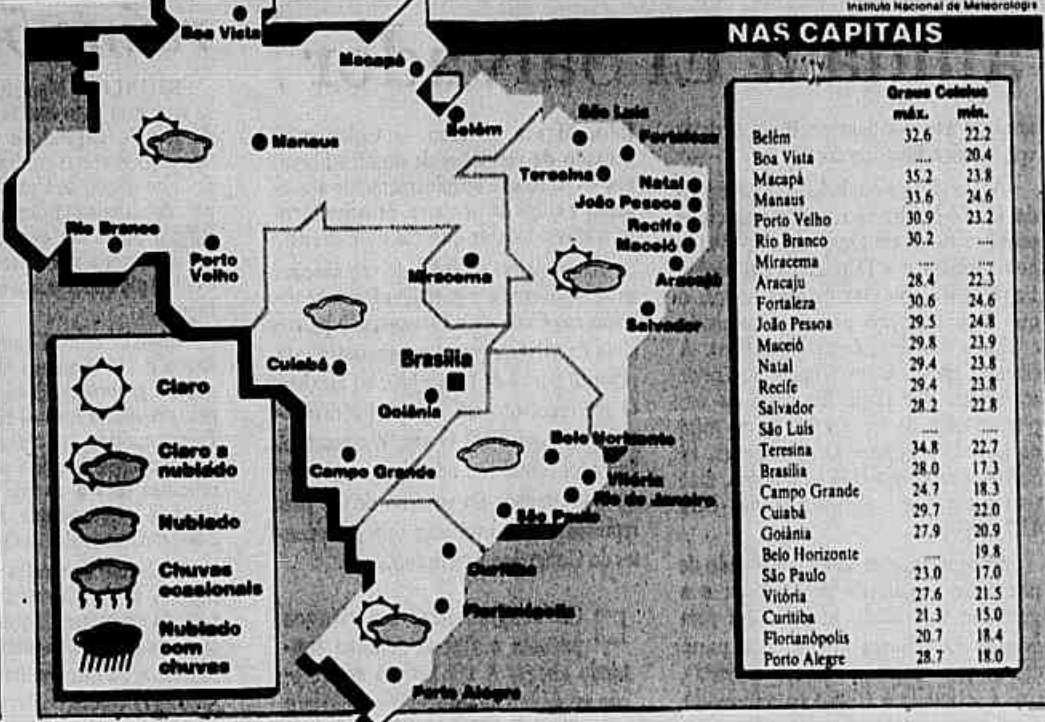 Instituto Nacional de Meteorologia
NAS CAPITAIS
Boa Vista
Macapá
Belém
Manaus
São Luís
Fortaleza
Teresina
Natal
João Pessoa
Recife
Maceió
Aracajú
Salvador
Rio Branco
Porto
Velho
Miracema
Cuiabá
Brasília
Goiânia
Campo Grande
Belo Horizonte
Vitória
Rio de Janeiro
São Paulo
Curitiba
Florianópolis
Porto Alegre
Claro
Claro a
nublado
Nublado
Chuvas
ocasionais
Nublado
com
chuvas
Graus Celsius
máx. mín.
Belém 32.6 22.2
Boa Vista .... 20.4
Macapá 35.2 23.8
Manaus 33.6 24.6
Porto Velho 30.9 23.2
Rio Branco 30.2 ....
Miracema .... ....
Aracaju 28.4 22.3
Fortaleza 30.6 24.6
João Pessoa 29.5 24.8
Maceió 29.8 23.9
Natal 29.4 23.8
Recife 29.4 23.8
Salvador 28.2 22.8
São Luis .... ....
Teresina 34.8 22.7
Brasília 28.0 17.3
Campo Grande 24.7 18.3
Cuiabá 29.7 22.0
Goiânia 27.9 20.9
Belo Horizonte .... 19.8
São Paulo 23.0 17.0
Vitória 27.6 21.5
Curitiba 21.3 15.0
Florianópolis 20.7 18.4
Porto Alegre 28.7 18.0